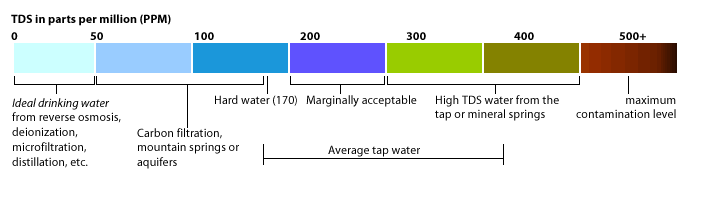 TDS in parts per million (PPM)
0 50 100 200 300 400 500+
Ideal drinking water
from reverse osmosis,
deionization,
microfiltration,
distillation, etc.
Carbon filtration,
mountain springs or
aquifers
Hard water (170)
Marginally acceptable
High TDS water from the
tap or mineral springs
maximum
contamination level
Average tap water